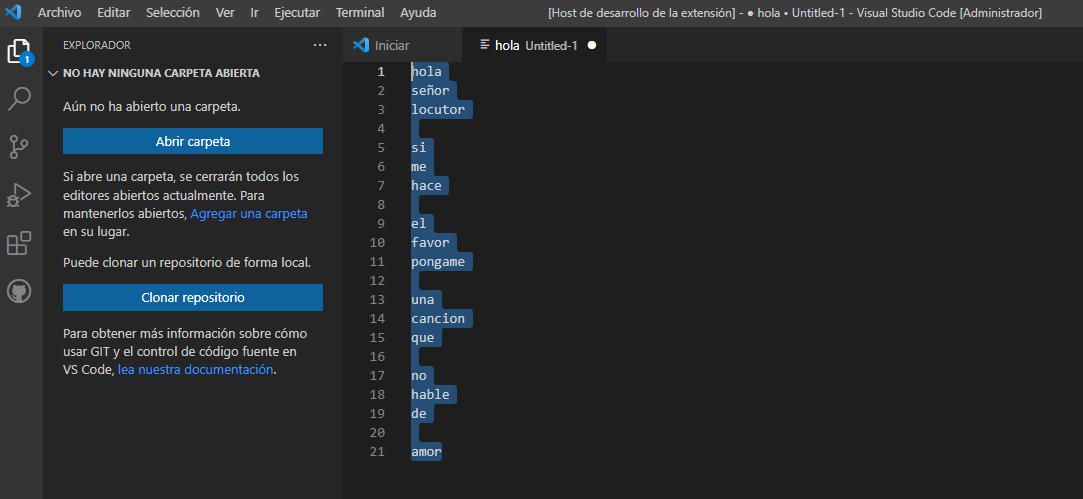 Archivo Editar Selección Ver Ir Ejecutar Terminal Ayuda [Host de desarrollo de la extensión] - ● hola • Untitled-1 - Visual Studio Code [Administrador]
EXPLORADOR ···
NO HAY NINGUNA CARPETA ABIERTA
Aún no ha abierto una carpeta.
Abrir carpeta
Si abre una carpeta, se cerrarán todos los
editores abiertos actualmente. Para
mantenerlos abiertos, Agregar una carpeta
en su lugar.
Puede clonar un repositorio de forma local.
Clonar repositorio
Para obtener más información sobre cómo
usar GIT y el control de código fuente en
VS Code, lea nuestra documentación.
1
Iniciar
hola Untitled-1 ●
1 hola
2 señor
3 locutor
4
5 si
6 me
7 hace
8
9 el
10 favor
11 pongame
12
13 una
14 cancion
15 que
16
17 no
18 hable
19 de
20
21 amor